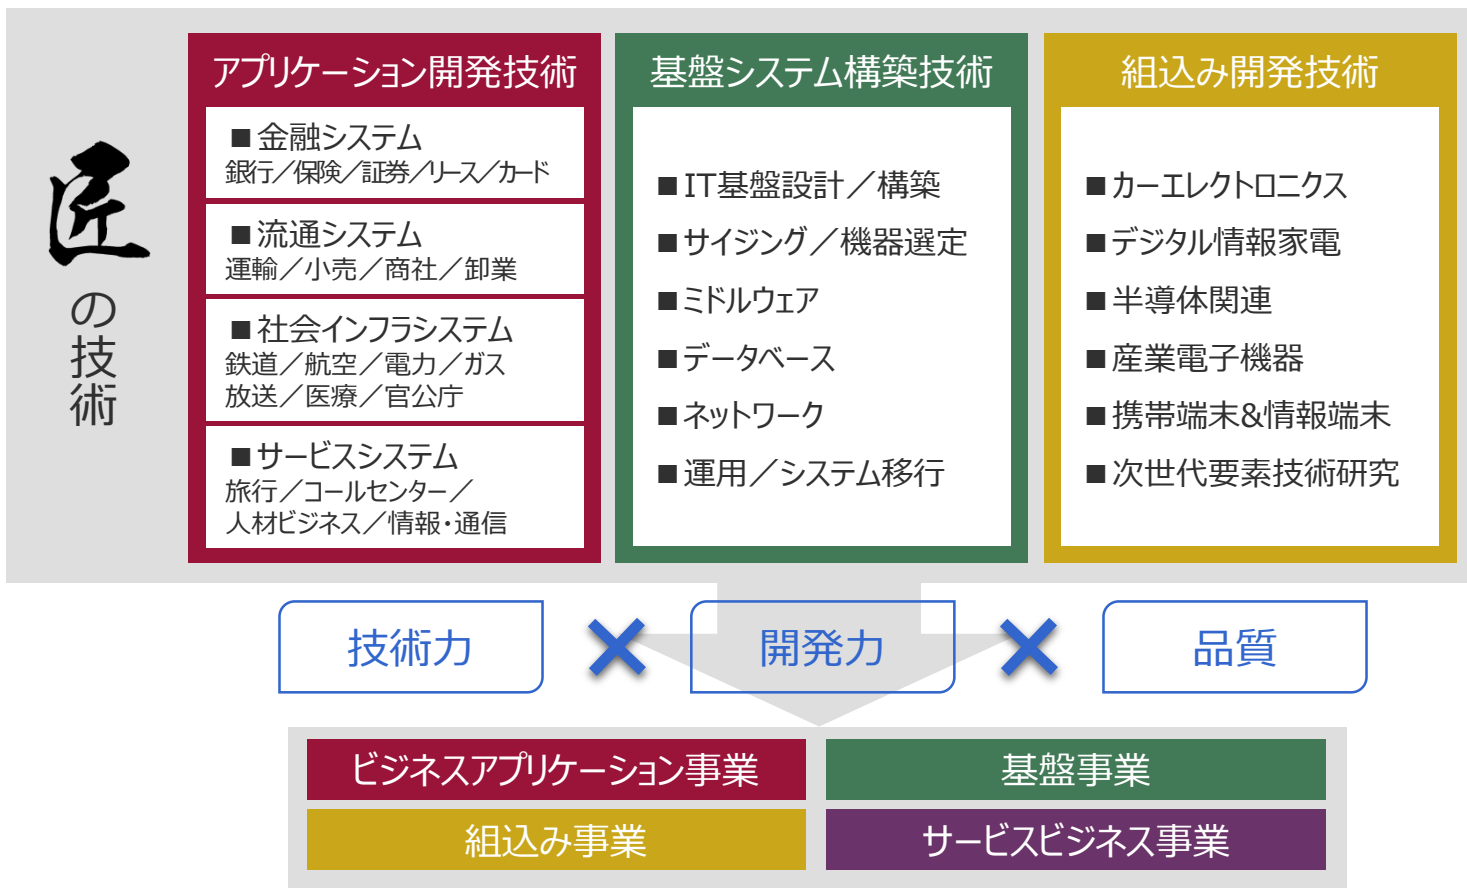 匠
の技術
アプリケーション開発技術
■金融システム
銀行／保険／証券／リース／カード
■流通システム
運輸／小売／商社／卸業
■社会インフラシステム
鉄道／航空／電力／ガス
放送／医療／官公庁
■サービスシステム
旅行／コールセンター／
人材ビジネス／情報・通信
基盤システム構築技術
■IT基盤設計／構築
■サイジング／機器選定
■ミドルウェア
■データベース
■ネットワーク
■運用／システム移行
組込み開発技術
■カーエレクトロニクス
■デジタル情報家電
■半導体関連
■産業電子機器
■携帯端末&情報端末
■次世代要素技術研究
技術力 × 開発力 × 品質
ビジネスアプリケーション事業
基盤事業
組込み事業
サービスビジネス事業